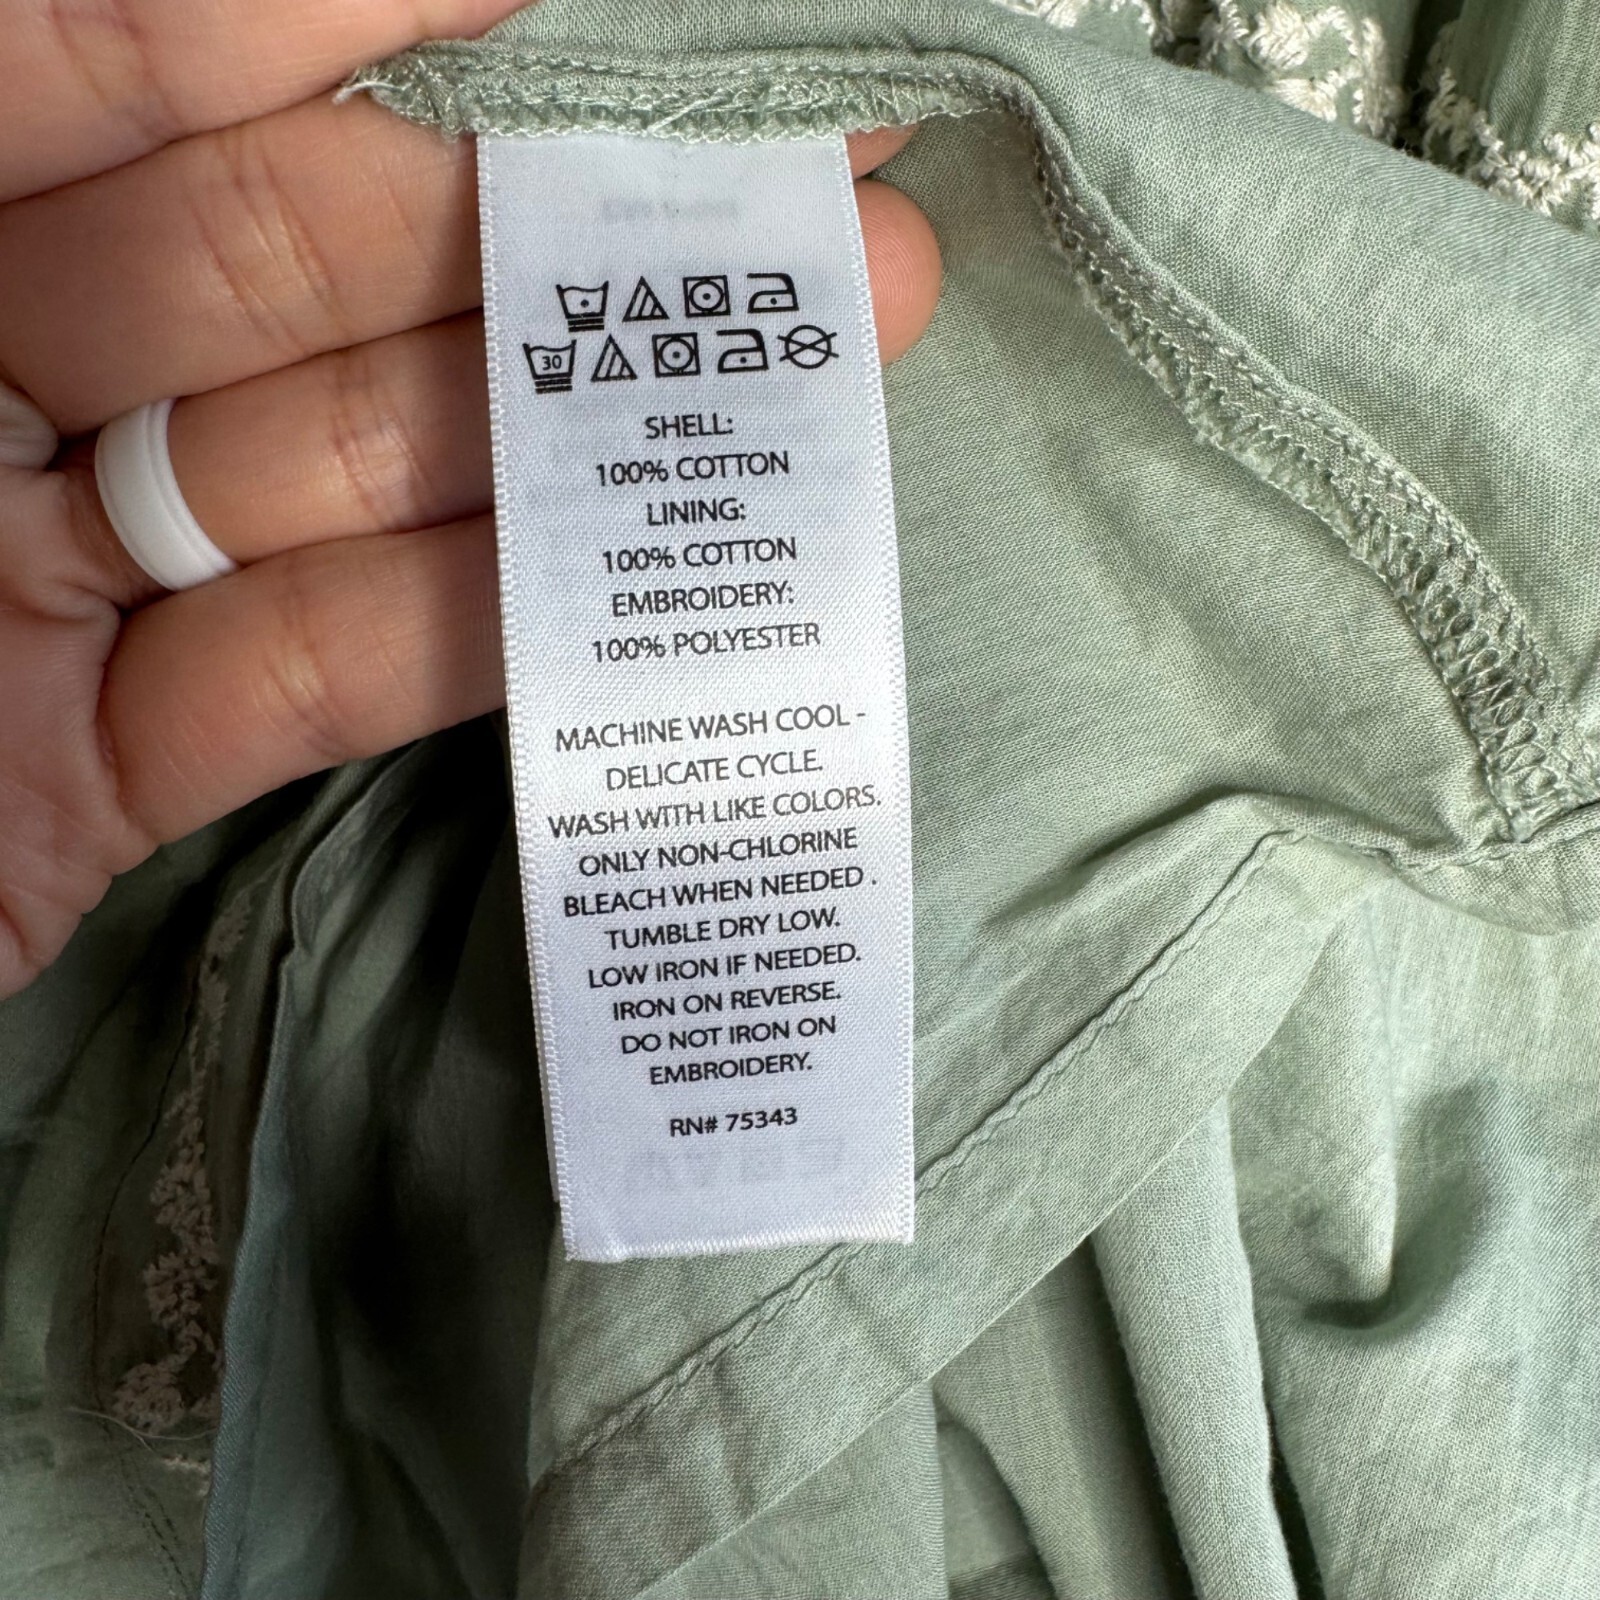 30
SHELL:
100% COTTON
LINING:
100% COTTON
EMBROIDERY:
100% POLYESTER
MACHINE WASH COOL -
DELICATE CYCLE.
WASH WITH LIKE COLORS.
ONLY NON-CHLORINE
BLEACH WHEN NEEDED .
TUMBLE DRY LOW.
LOW IRON IF NEEDED.
IRON ON REVERSE.
DO NOT IRON ON
EMBROIDERY.
RN# 75343